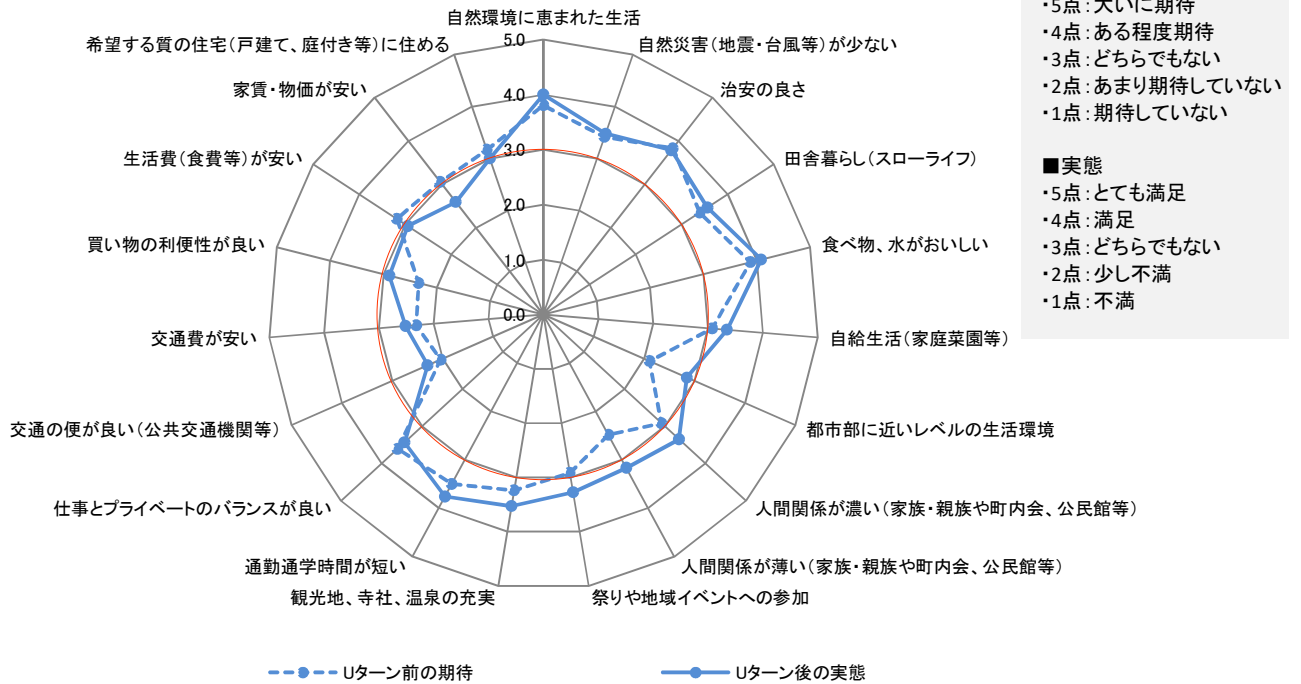 自然環境に恵まれた生活
自然災害(地震・台風等)が少ない
治安の良さ
田舎暮らし(スローライフ)
食べ物、水がおいしい
自給生活(家庭菜園等)
都市部に近いレベルの生活環境
人間関係が濃い(家族・親族や町内会、公民館等)
人間関係が薄い(家族・親族や町内会、公民館等)
祭りや地域イベントへの参加
観光地、寺社、温泉の充実
通勤通学時間が短い
仕事とプライベートのバランスが良い
交通の便が良い(公共交通機関等)
交通費が安い
買い物の利便性が良い
生活費(食費等)が安い
家賃・物価が安い
希望する質の住宅(戸建て、庭付き等)に住める
5.0
4.0
3.0
2.0
1.0
0.0
・5点:大いに期待
・4点:ある程度期待
・3点:どちらでもない
・2点:あまり期待していない
・1点:期待していない
■実態
・5点:とても満足
・4点:満足
・3点:どちらでもない
・2点:少し不満
・1点:不満
Uターン前の期待
Uターン後の実態